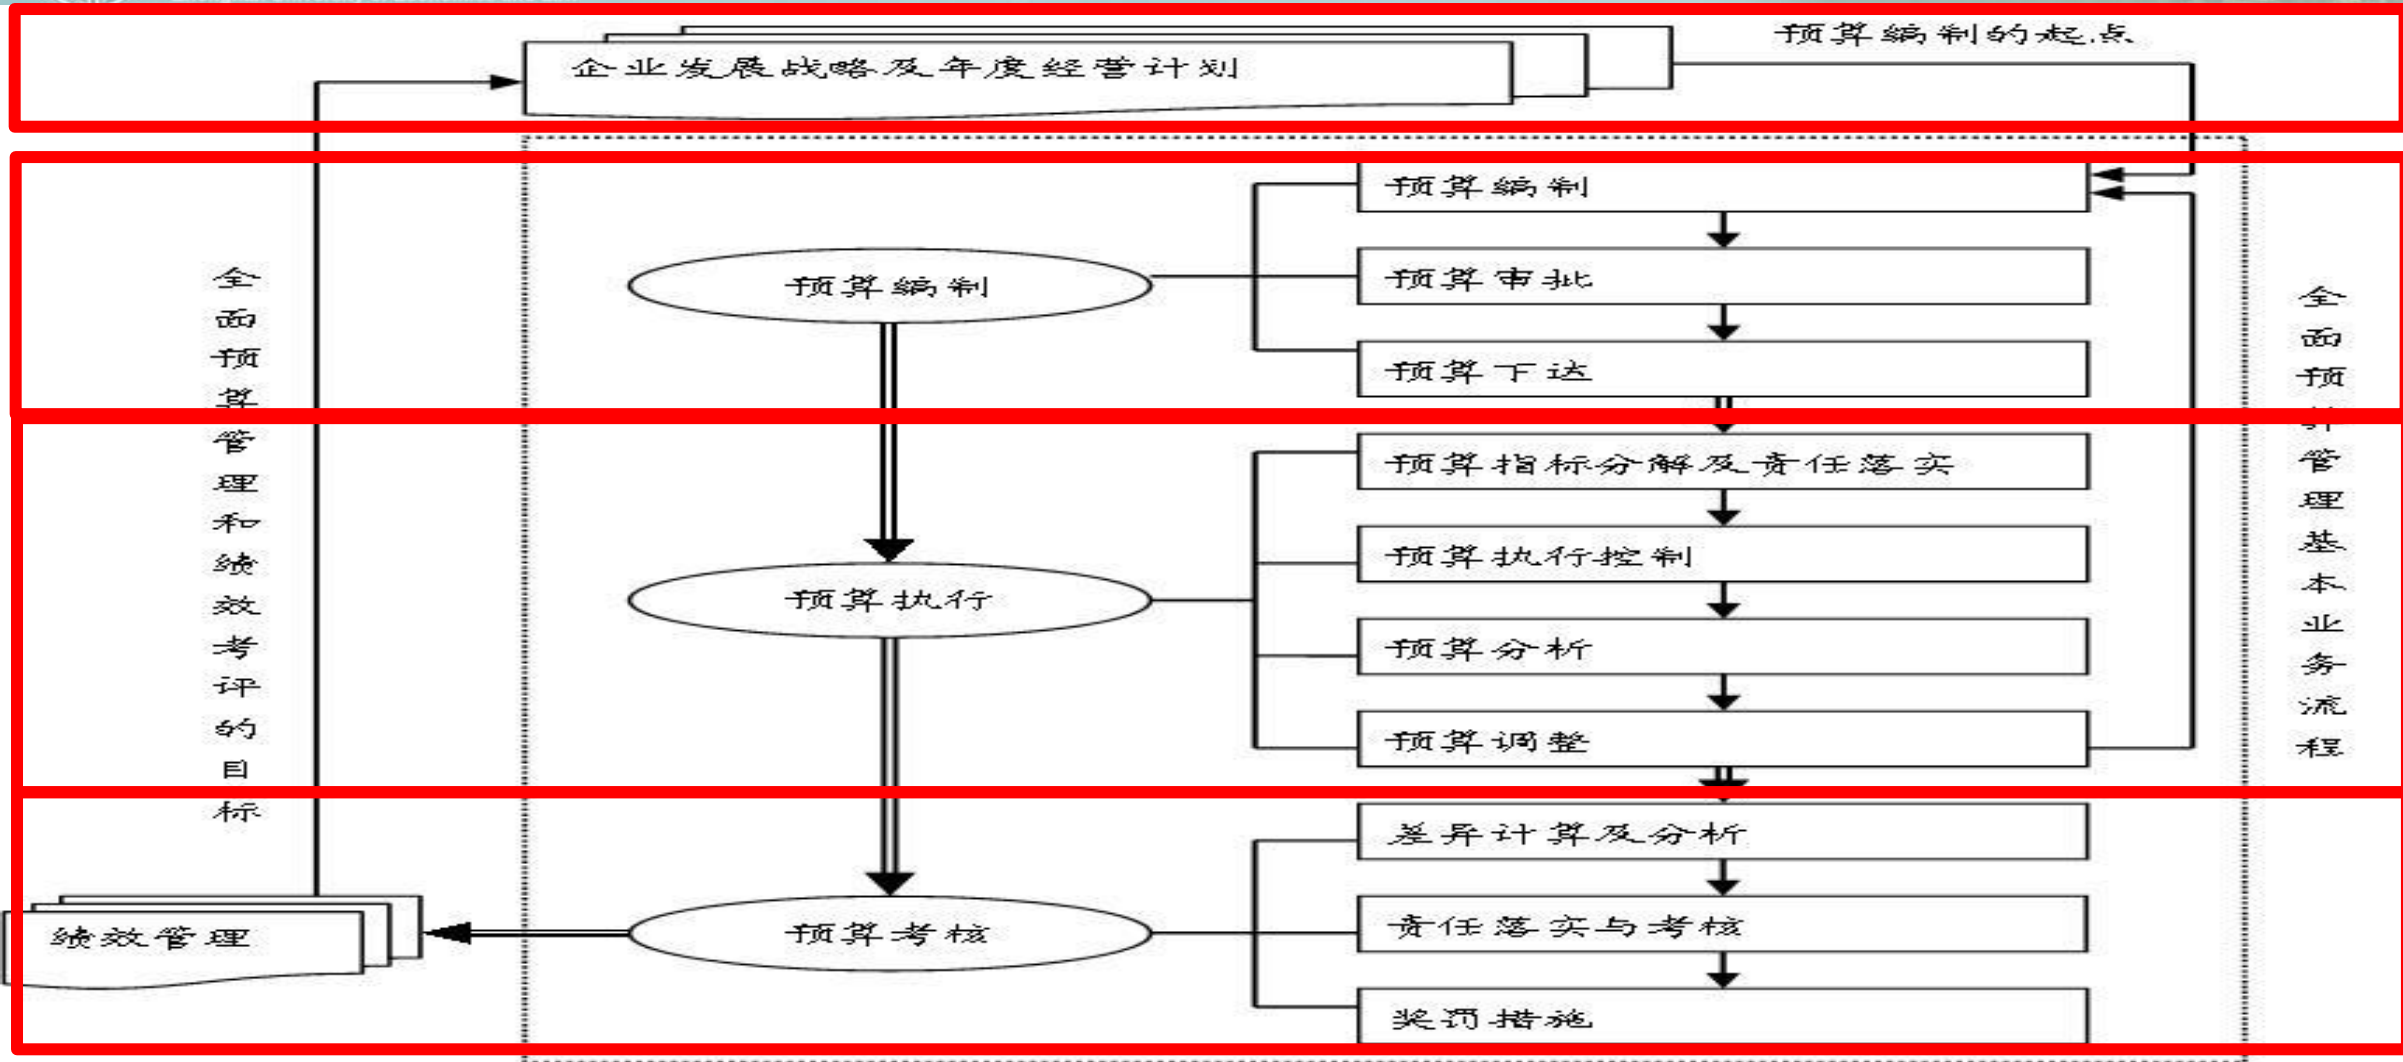 预算编制的起点
企业发展战略及年度经营计划
全面预算管理和绩效考评的目标
预算编制
预算编制
预算审批
预算下达
预算执行
预算指标分解及责任落实
预算执行控制
预算分析
预算调整
预算考核
差异计算及分析
责任落实与考核
奖罚措施
绩效管理
全面预算管理基本业务流程